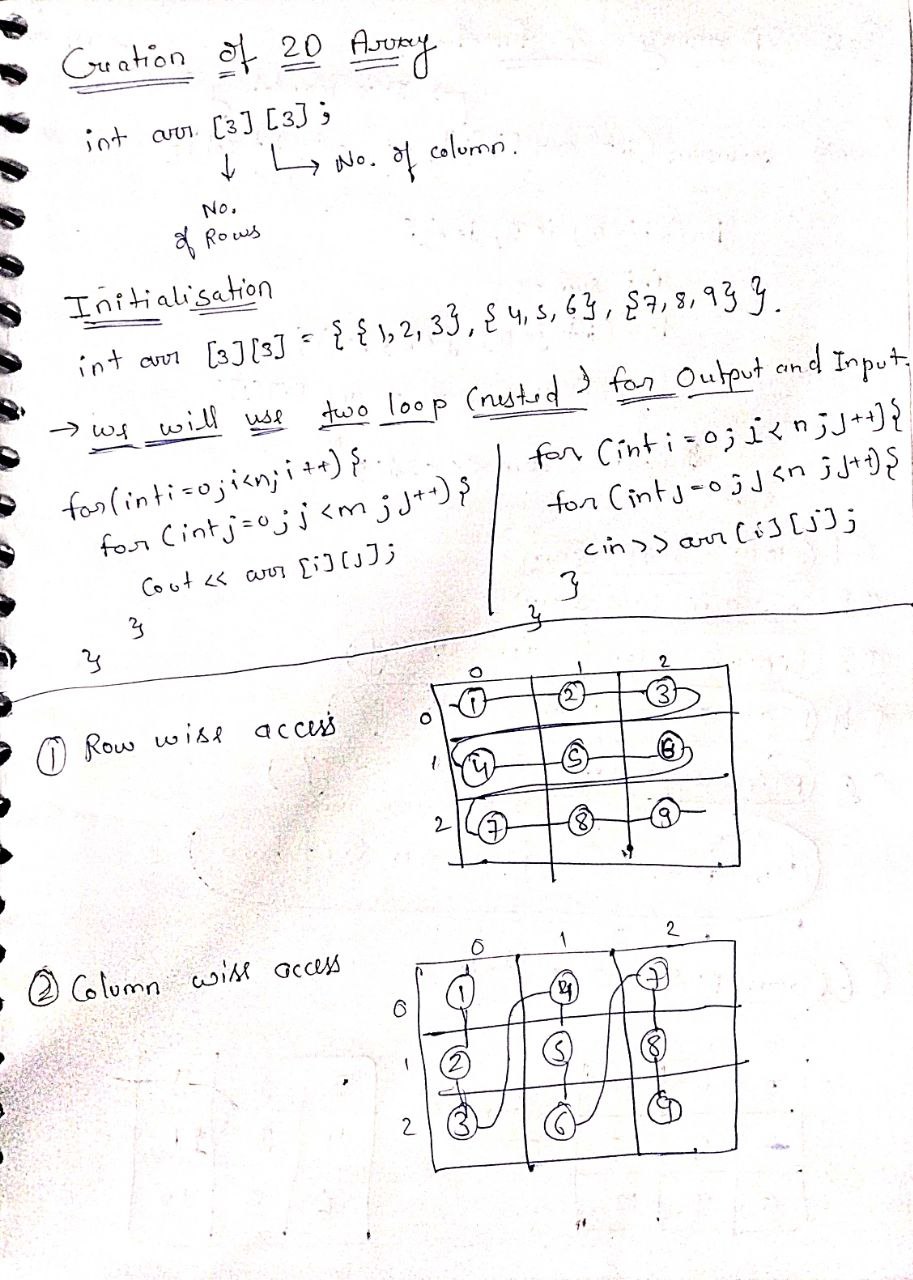 Creation of 2D Array
int arr [3] [3] ;
No. of column.
No.
of Rows
Initialisation
int arr [3][3] = { { 1, 2, 3}, { 4, 5, 6}, {7, 8, 9} }.
→ we will use two loop (nested) for Output and Input.
for(int i=0; i<n; i++) {
for (int j=0; j <m ; j++) {
Cout << arr [i][j];
}
}
for (int i = 0; i < n ; j++) {
for (int j=0 ; j <n ; j++) {
cin >> arr [i] [j];
}
}
① Row wise access
0 1 2
0 1 2 3
1 4 5 6
2 7 8 9
② Column wise access
0 1 2
0 1 4 7
1 2 5 8
2 3 6 9